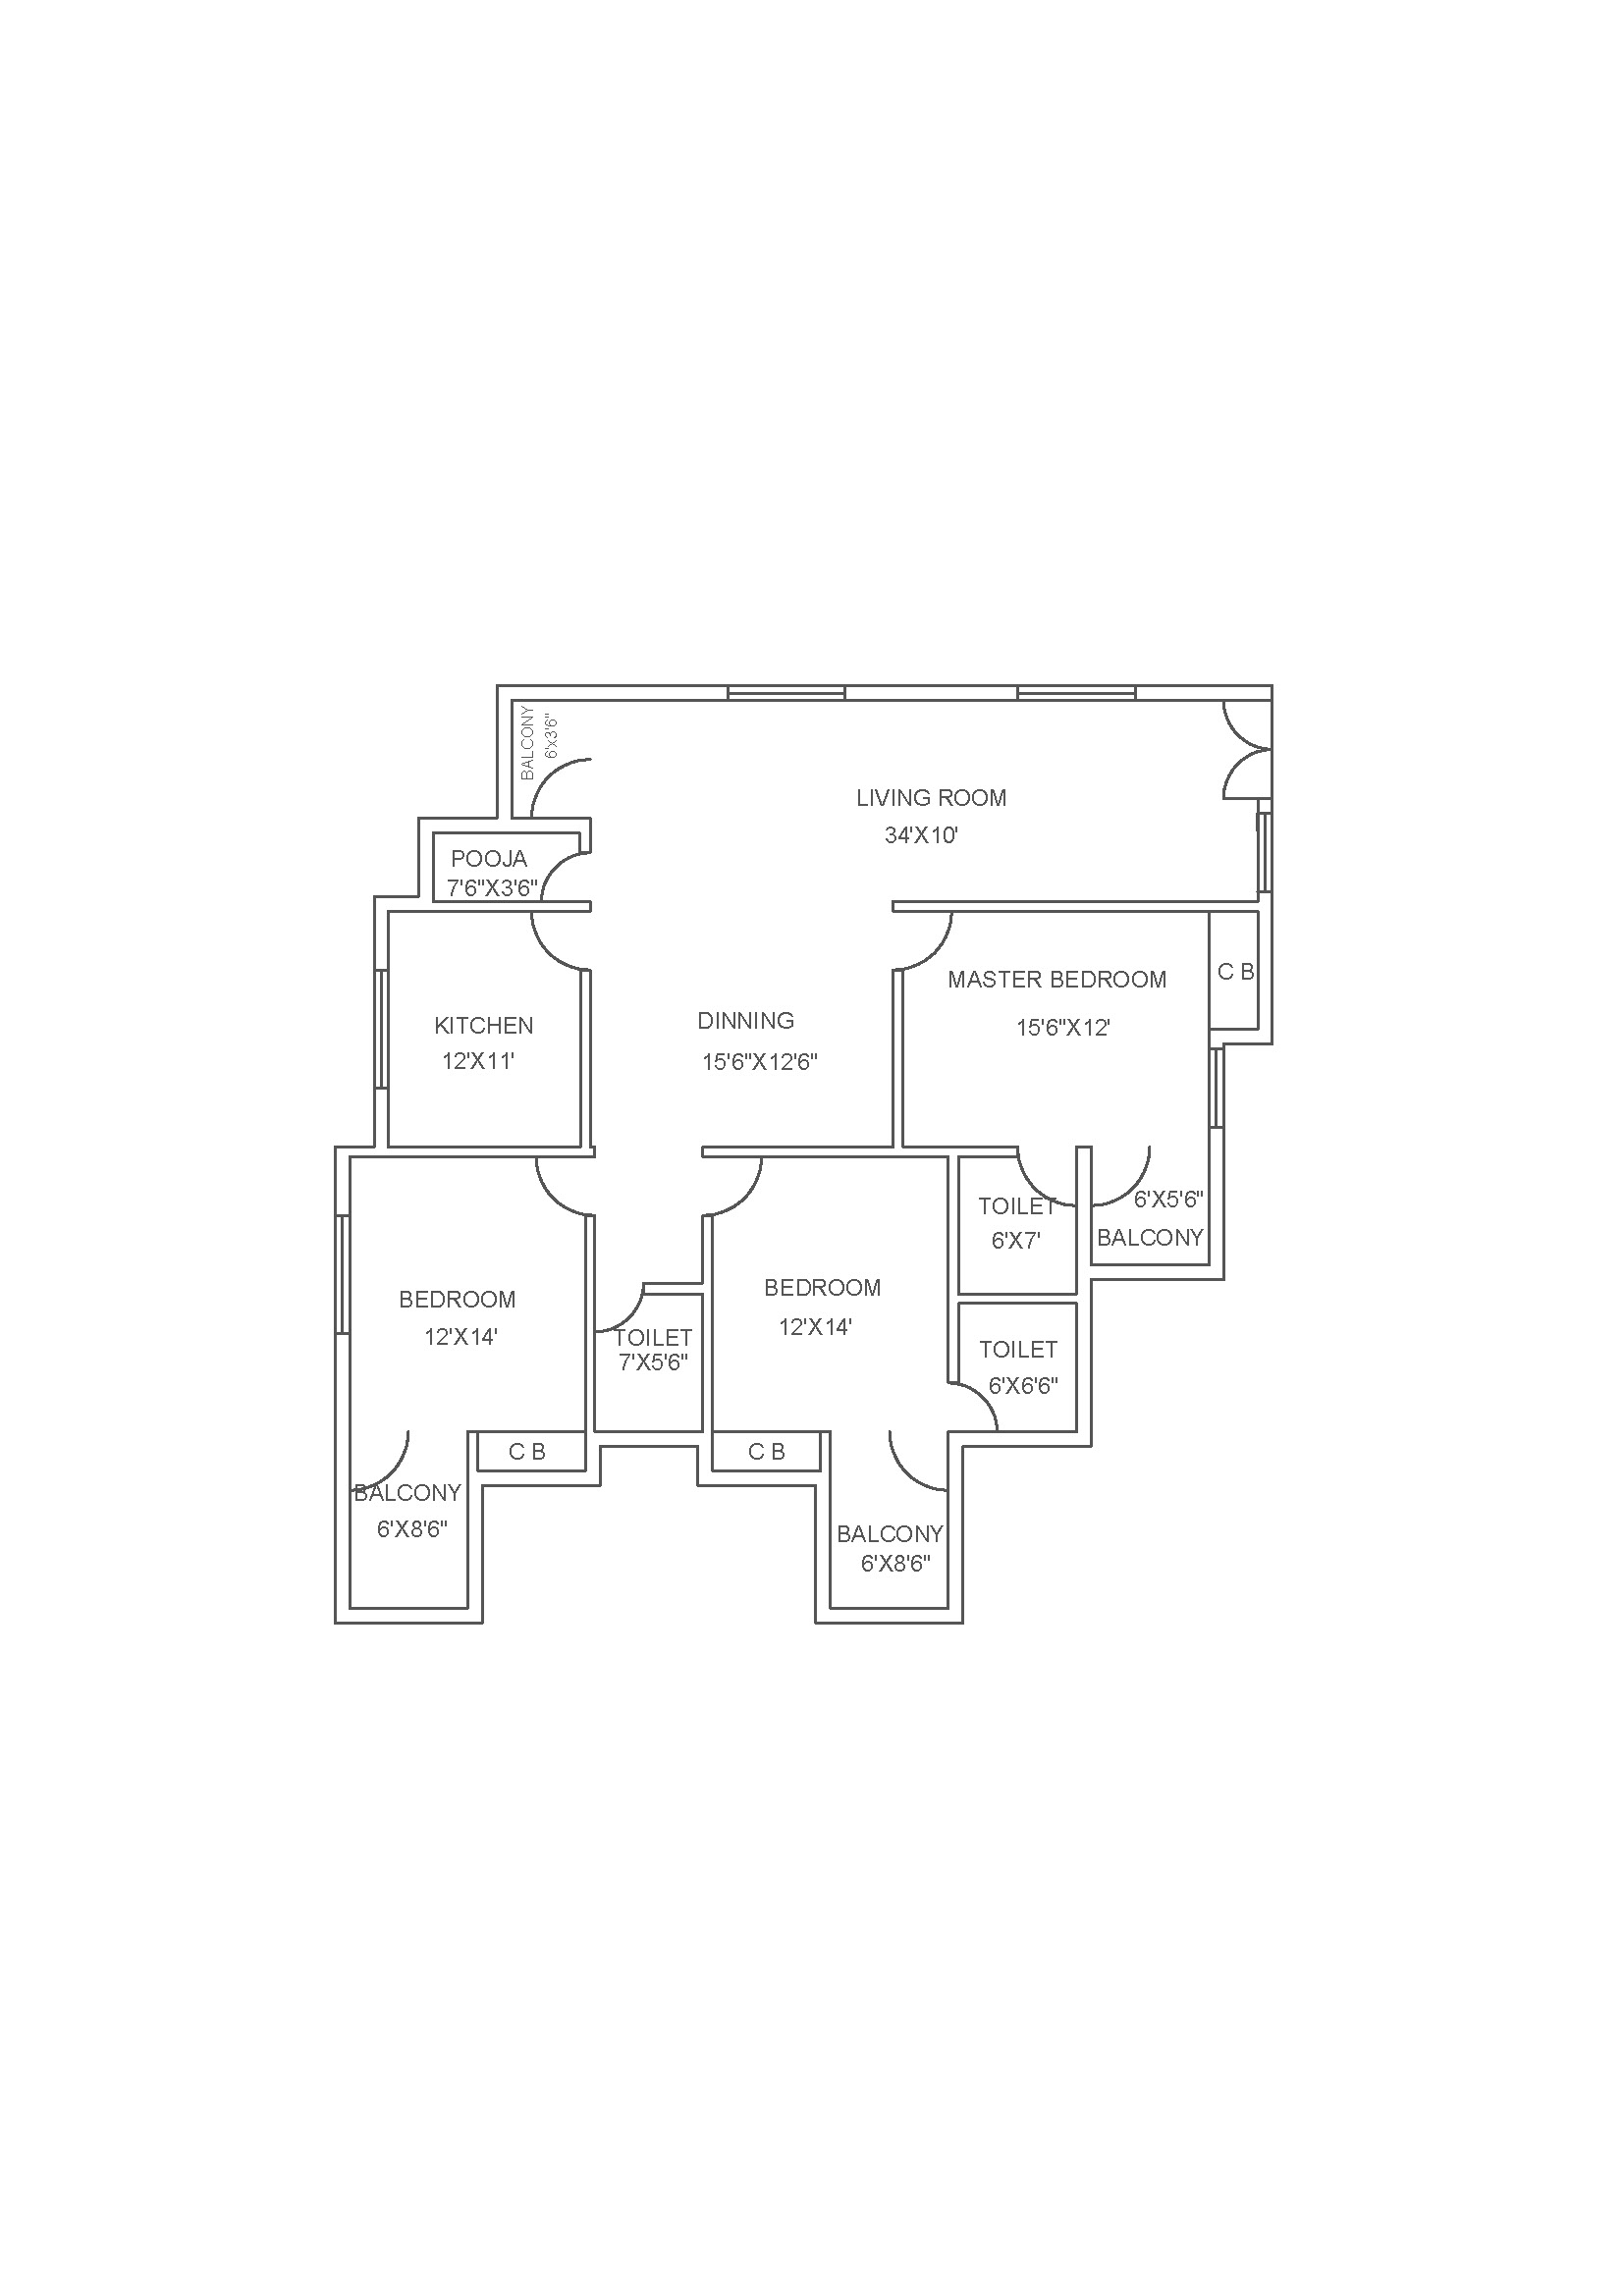 BALCONY
6'x3'6"
LIVING ROOM
34'X10'
POOJA
7'6"X3'6"
C B
MASTER BEDROOM
15'6"X12'
KITCHEN
12'X11'
DINNING
15'6"X12'6"
TOILET
6'X7'
6'X5'6"
BALCONY
BEDROOM
12'X14'
BEDROOM
12'X14'
TOILET
7'X5'6"
TOILET
6'X6'6"
C B
C B
BALCONY
6'X8'6"
BALCONY
6'X8'6"